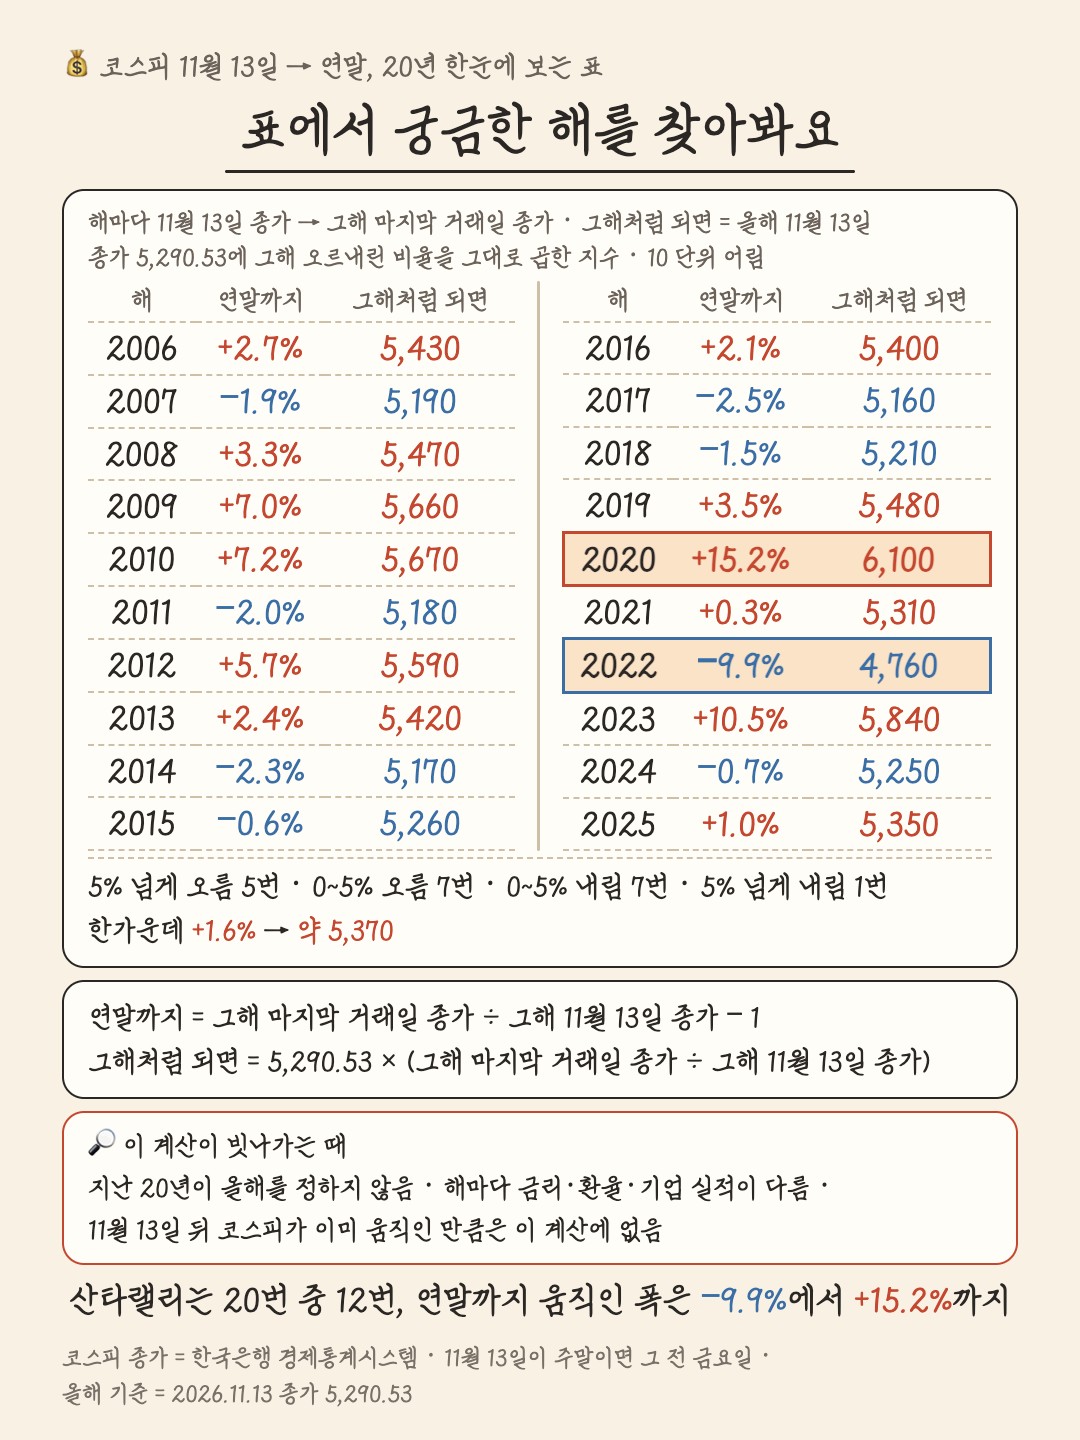 코스피 11월 13일 → 연말, 20년 한눈에 보는 표
표에서 궁금한 해를 찾아봐요
해마다 11월 13일 종가 → 그해 마지막 거래일 종가 · 그해처럼 되면 = 올해 11월 13일
종가 5,290.53에 그해 오르내린 비율을 그대로 곱한 지수 · 10 단위 어림
해 연말까지 그해처럼 되면
2006 +2.7% 5,430
2007 −1.9% 5,190
2008 +3.3% 5,470
2009 +7.0% 5,660
2010 +7.2% 5,670
2011 −2.0% 5,180
2012 +5.7% 5,590
2013 +2.4% 5,420
2014 −2.3% 5,170
2015 −0.6% 5,260
해 연말까지 그해처럼 되면
2016 +2.1% 5,400
2017 −2.5% 5,160
2018 −1.5% 5,210
2019 +3.5% 5,480
2020 +15.2% 6,100
2021 +0.3% 5,310
2022 −9.9% 4,760
2023 +10.5% 5,840
2024 −0.7% 5,250
2025 +1.0% 5,350
5% 넘게 오름 5번 · 0~5% 오름 7번 · 0~5% 내림 7번 · 5% 넘게 내림 1번
한가운데 +1.6% → 약 5,370
연말까지 = 그해 마지막 거래일 종가 ÷ 그해 11월 13일 종가 − 1
그해처럼 되면 = 5,290.53 × (그해 마지막 거래일 종가 ÷ 그해 11월 13일 종가)
이 계산이 빗나가는 때
지난 20년이 올해를 정하지 않음 · 해마다 금리·환율·기업 실적이 다름 ·
11월 13일 뒤 코스피가 이미 움직인 만큼은 이 계산에 없음
산타랠리는 20번 중 12번, 연말까지 움직인 폭은 −9.9%에서 +15.2%까지
코스피 종가 = 한국은행 경제통계시스템 · 11월 13일이 주말이면 그 전 금요일 ·
올해 기준 = 2026.11.13 종가 5,290.53